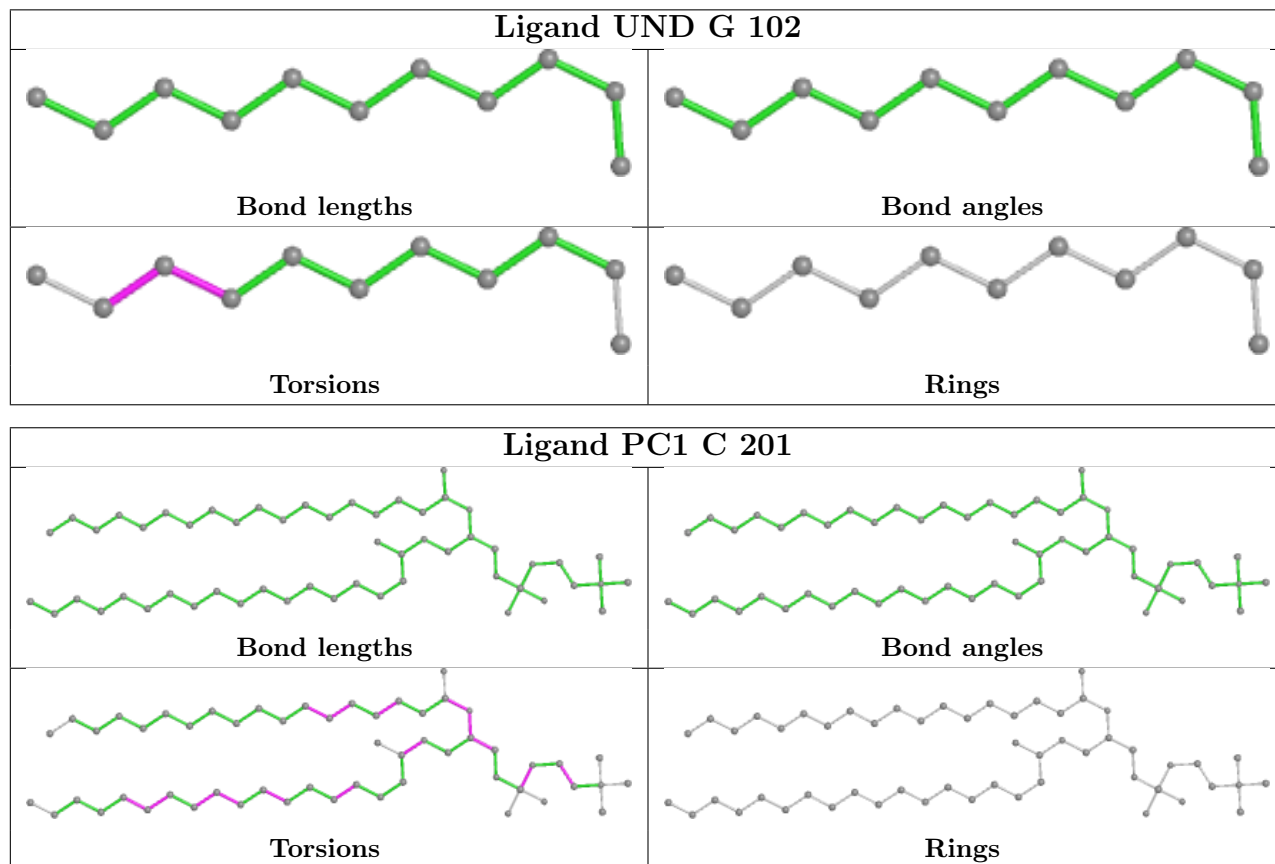 Ligand UND G 102
Bond lengths
Bond angles
Torsions
Rings
Ligand PC1 C 201
Bond lengths
Bond angles
Torsions
Rings